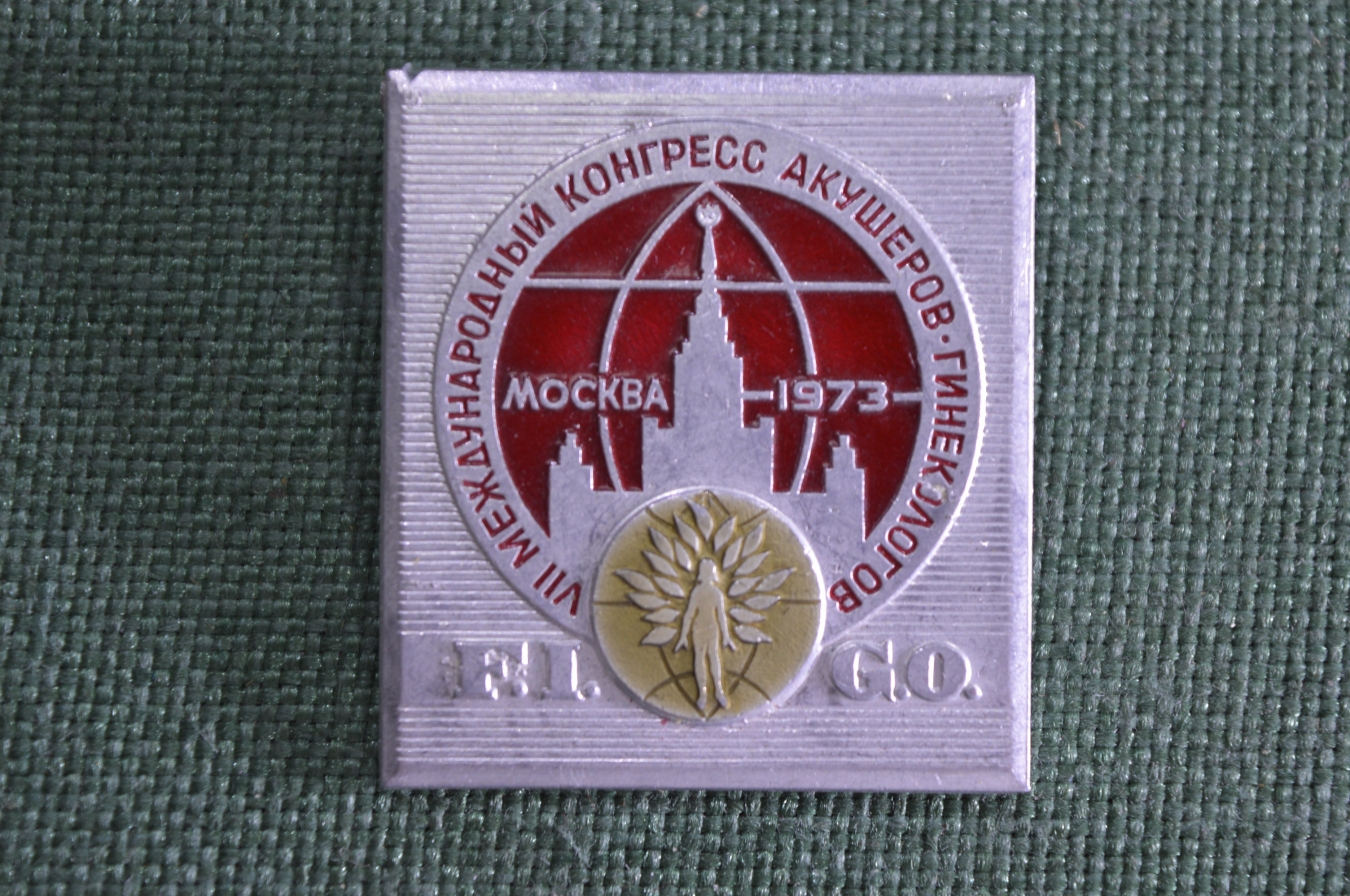 VII МЕЖДУНАРОДНЫЙ КОНГРЕСС АКУШЕРОВ·ГИНЕКОЛОГОВ
МОСКВА 1973
F.I. G.O.